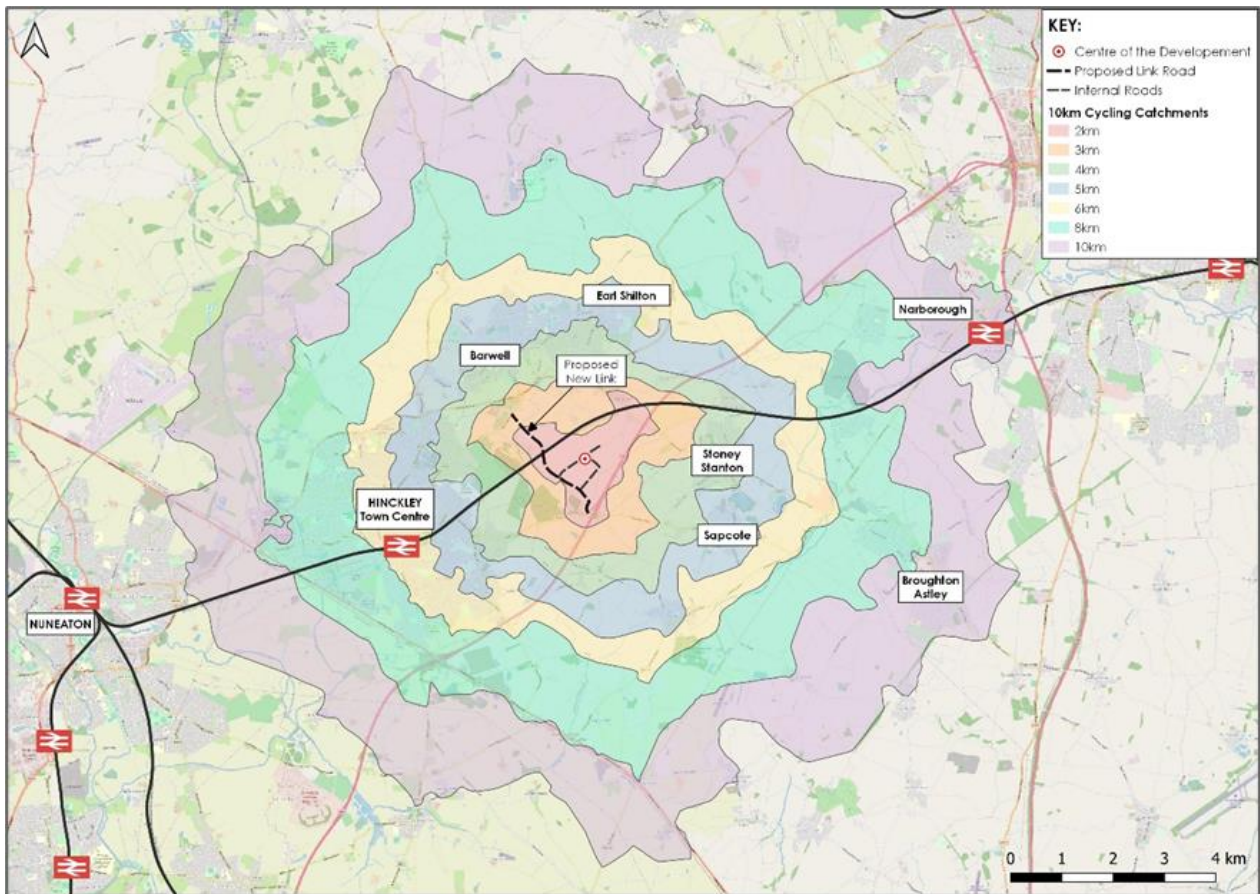 KEY:
Centre of the Developement
Proposed Link Road
Internal Roads
10km Cycling Catchments
2km
3km
4km
5km
6km
8km
10km
Earl Shilton
Narborough
Barwell
Proposed
New Link
Stoney
Stanton
HINCKLEY
Town Centre
Sapcote
Broughton
Astley
NUNEATON
0 1 2 3 4 km